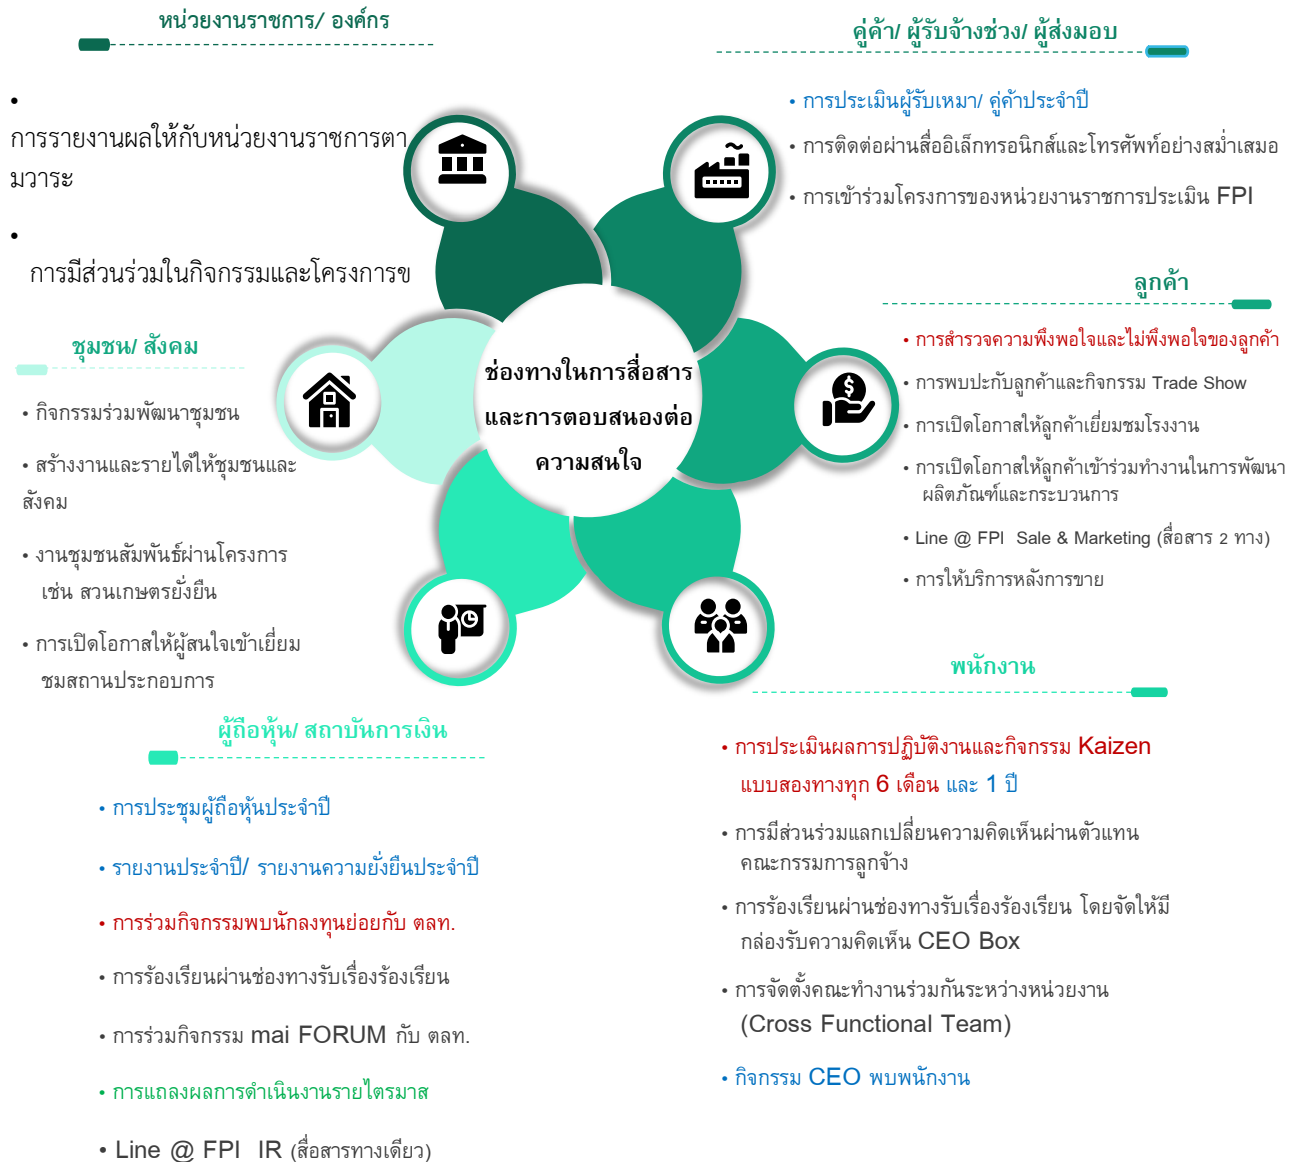 หน่วยงานราชการ/ องค์กร
•
การรายงานผลให้กับหน่วยงานราชการตา
มวาระ
•
การมีส่วนร่วมในกิจกรรมและโครงการข
คู่ค้า/ ผู้รับจ้างช่วง/ ผู้ส่งมอบ
• การประเมินผู้รับเหมา/ คู่ค้าประจำปี
• การติดต่อผ่านสื่ออิเล็กทรอนิกส์และโทรศัพท์อย่างสม่ำเสมอ
• การเข้าร่วมโครงการของหน่วยงานราชการประเมิน FPI
ลูกค้า
• การสำรวจความพึงพอใจและไม่พึงพอใจของลูกค้า
• การพบปะกับลูกค้าและกิจกรรม Trade Show
• การเปิดโอกาสให้ลูกค้าเยี่ยมชมโรงงาน
• การเปิดโอกาสให้ลูกค้าเข้าร่วมทำงานในการพัฒนา
ผลิตภัณฑ์และกระบวนการ
• Line @ FPI Sale & Marketing (สื่อสาร 2 ทาง)
• การให้บริการหลังการขาย
ช่องทางในการสื่อสาร
และการตอบสนองต่อ
ความสนใจ
ชุมชน/ สังคม
• กิจกรรมร่วมพัฒนาชุมชน
• สร้างงานและรายได้ให้ชุมชนและ
สังคม
• งานชุมชนสัมพันธ์ผ่านโครงการ
เช่น สวนเกษตรยั่งยืน
• การเปิดโอกาสให้ผู้สนใจเข้าเยี่ยม
ชมสถานประกอบการ
พนักงาน
• การประเมินผลการปฏิบัติงานและกิจกรรม Kaizen
แบบสองทางทุก 6 เดือน และ 1 ปี
• การมีส่วนร่วมแลกเปลี่ยนความคิดเห็นผ่านตัวแทน
คณะกรรมการลูกจ้าง
• การร้องเรียนผ่านช่องทางรับเรื่องร้องเรียน โดยจัดให้มี
กล่องรับความคิดเห็น CEO Box
• การจัดตั้งคณะทำงานร่วมกันระหว่างหน่วยงาน
(Cross Functional Team)
• กิจกรรม CEO พบพนักงาน
ผู้ถือหุ้น/ สถาบันการเงิน
• การประชุมผู้ถือหุ้นประจำปี
• รายงานประจำปี/ รายงานความยั่งยืนประจำปี
• การร่วมกิจกรรมพบนักลงทุนย่อยกับ ตลท.
• การร้องเรียนผ่านช่องทางรับเรื่องร้องเรียน
• การร่วมกิจกรรม mai FORUM กับ ตลท.
• การแถลงผลการดำเนินงานรายไตรมาส
• Line @ FPI IR (สื่อสารทางเดียว)